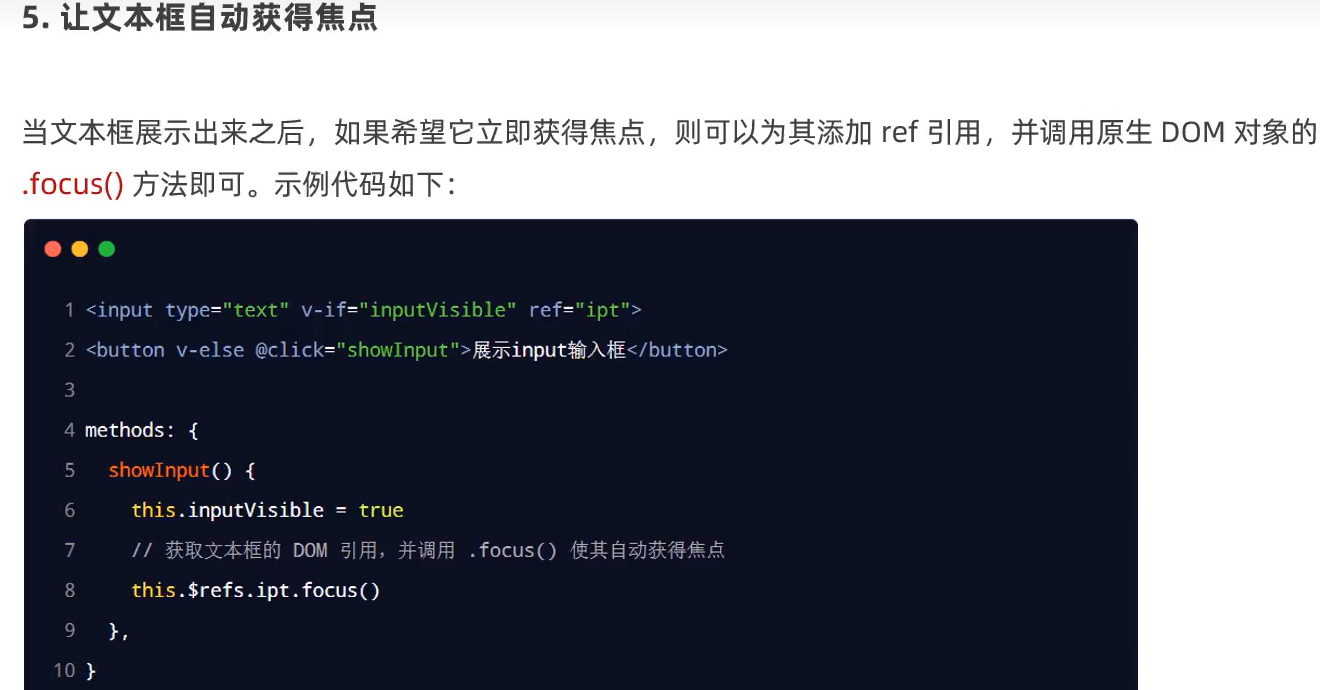 5. 让文本框自动获得焦点
当文本框展示出来之后，如果希望它立即获得焦点，则可以为其添加 ref 引用，并调用原生 DOM 对象的
.focus() 方法即可。示例代码如下：
1 <input type="text" v-if="inputVisible" ref="ipt">
2 <button v-else @click="showInput">展示input输入框</button>
3
4 methods: {
5   showInput() {
6     this.inputVisible = true
7     // 获取文本框的 DOM 引用，并调用 .focus() 使其自动获得焦点
8     this.$refs.ipt.focus()
9   },
10 }